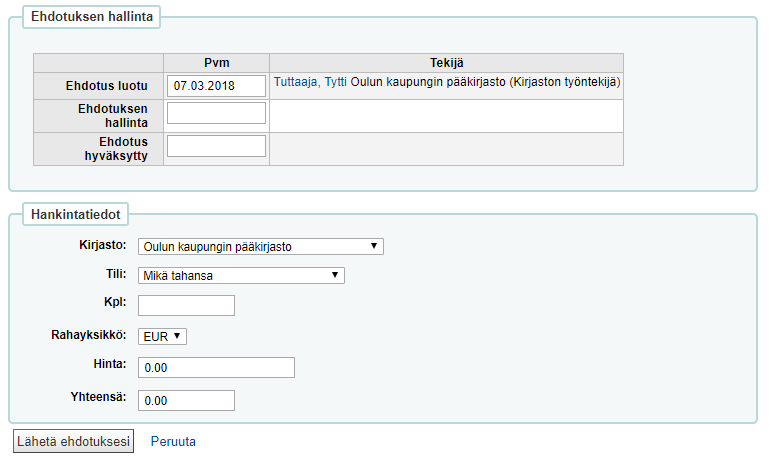 Ehdotuksen hallinta
Pvm Tekijä
Ehdotus luotu 07.03.2018 Tuttaaja, Tytti Oulun kaupungin pääkirjasto (Kirjaston työntekijä)
Ehdotuksen
hallinta
Ehdotus
hyväksytty
Hankintatiedot
Kirjasto: Oulun kaupungin pääkirjasto
Tili: Mikä tahansa
Kpl:
Rahayksikkö: EUR
Hinta: 0.00
Yhteensä: 0.00
Lähetä ehdotuksesi Peruuta